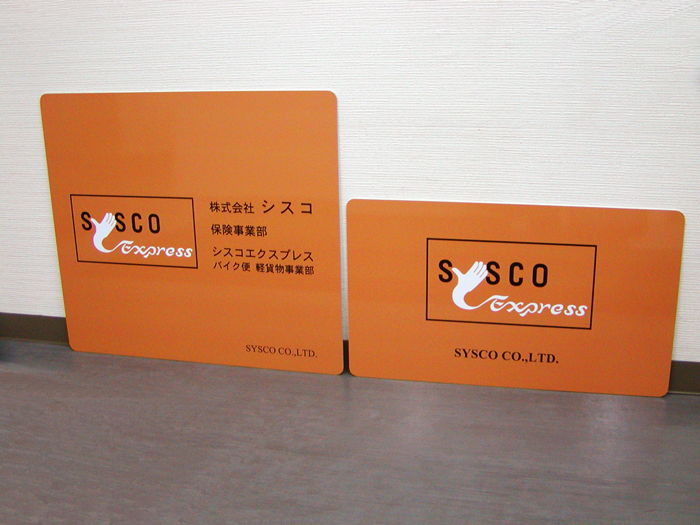 SYSCO
Express
株式会社 シスコ
保険事業部
シスコエクスプレス
バイク便 軽貨物事業部
SYSCO CO.,LTD.
SYSCO
Express
SYSCO CO.,LTD.